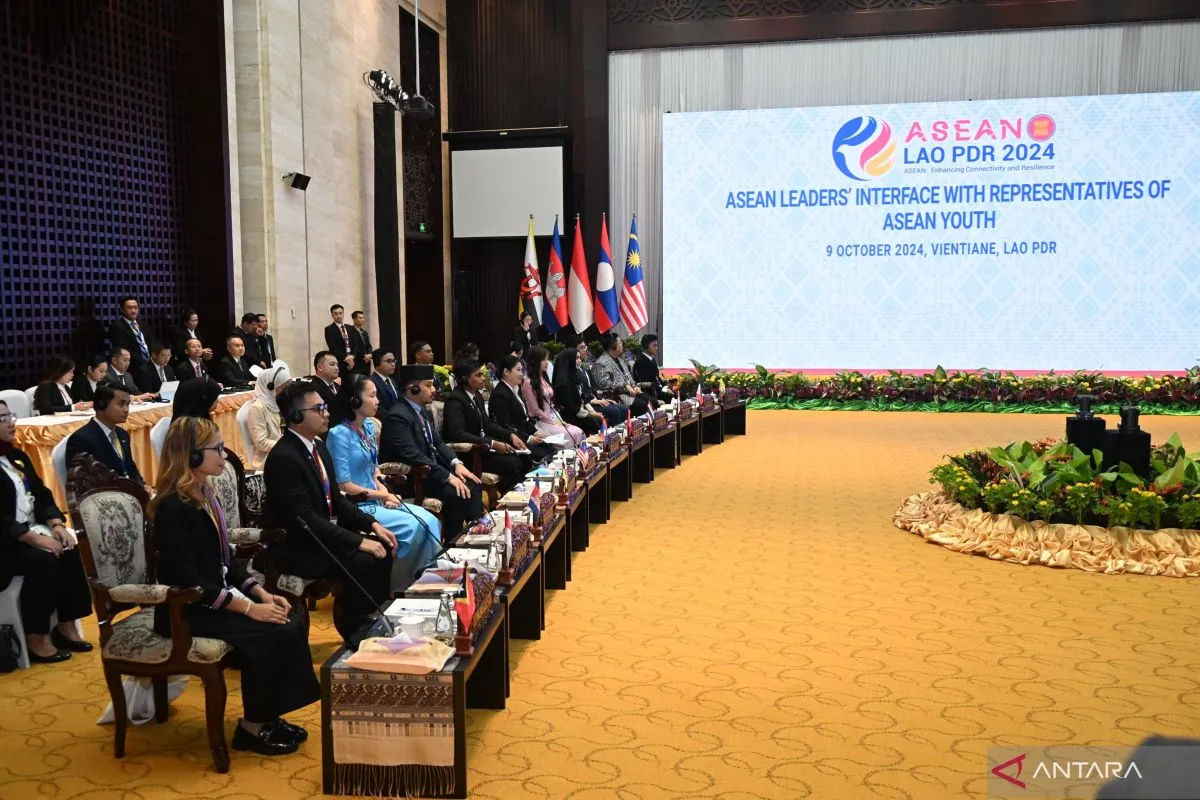 ASEAN
LAO PDR 2024
ASEAN: Enhancing Connectivity and Resilience
ASEAN LEADERS' INTERFACE WITH REPRESENTATIVES OF
ASEAN YOUTH
9 OCTOBER 2024, VIENTIANE, LAO PDR
ANTARA